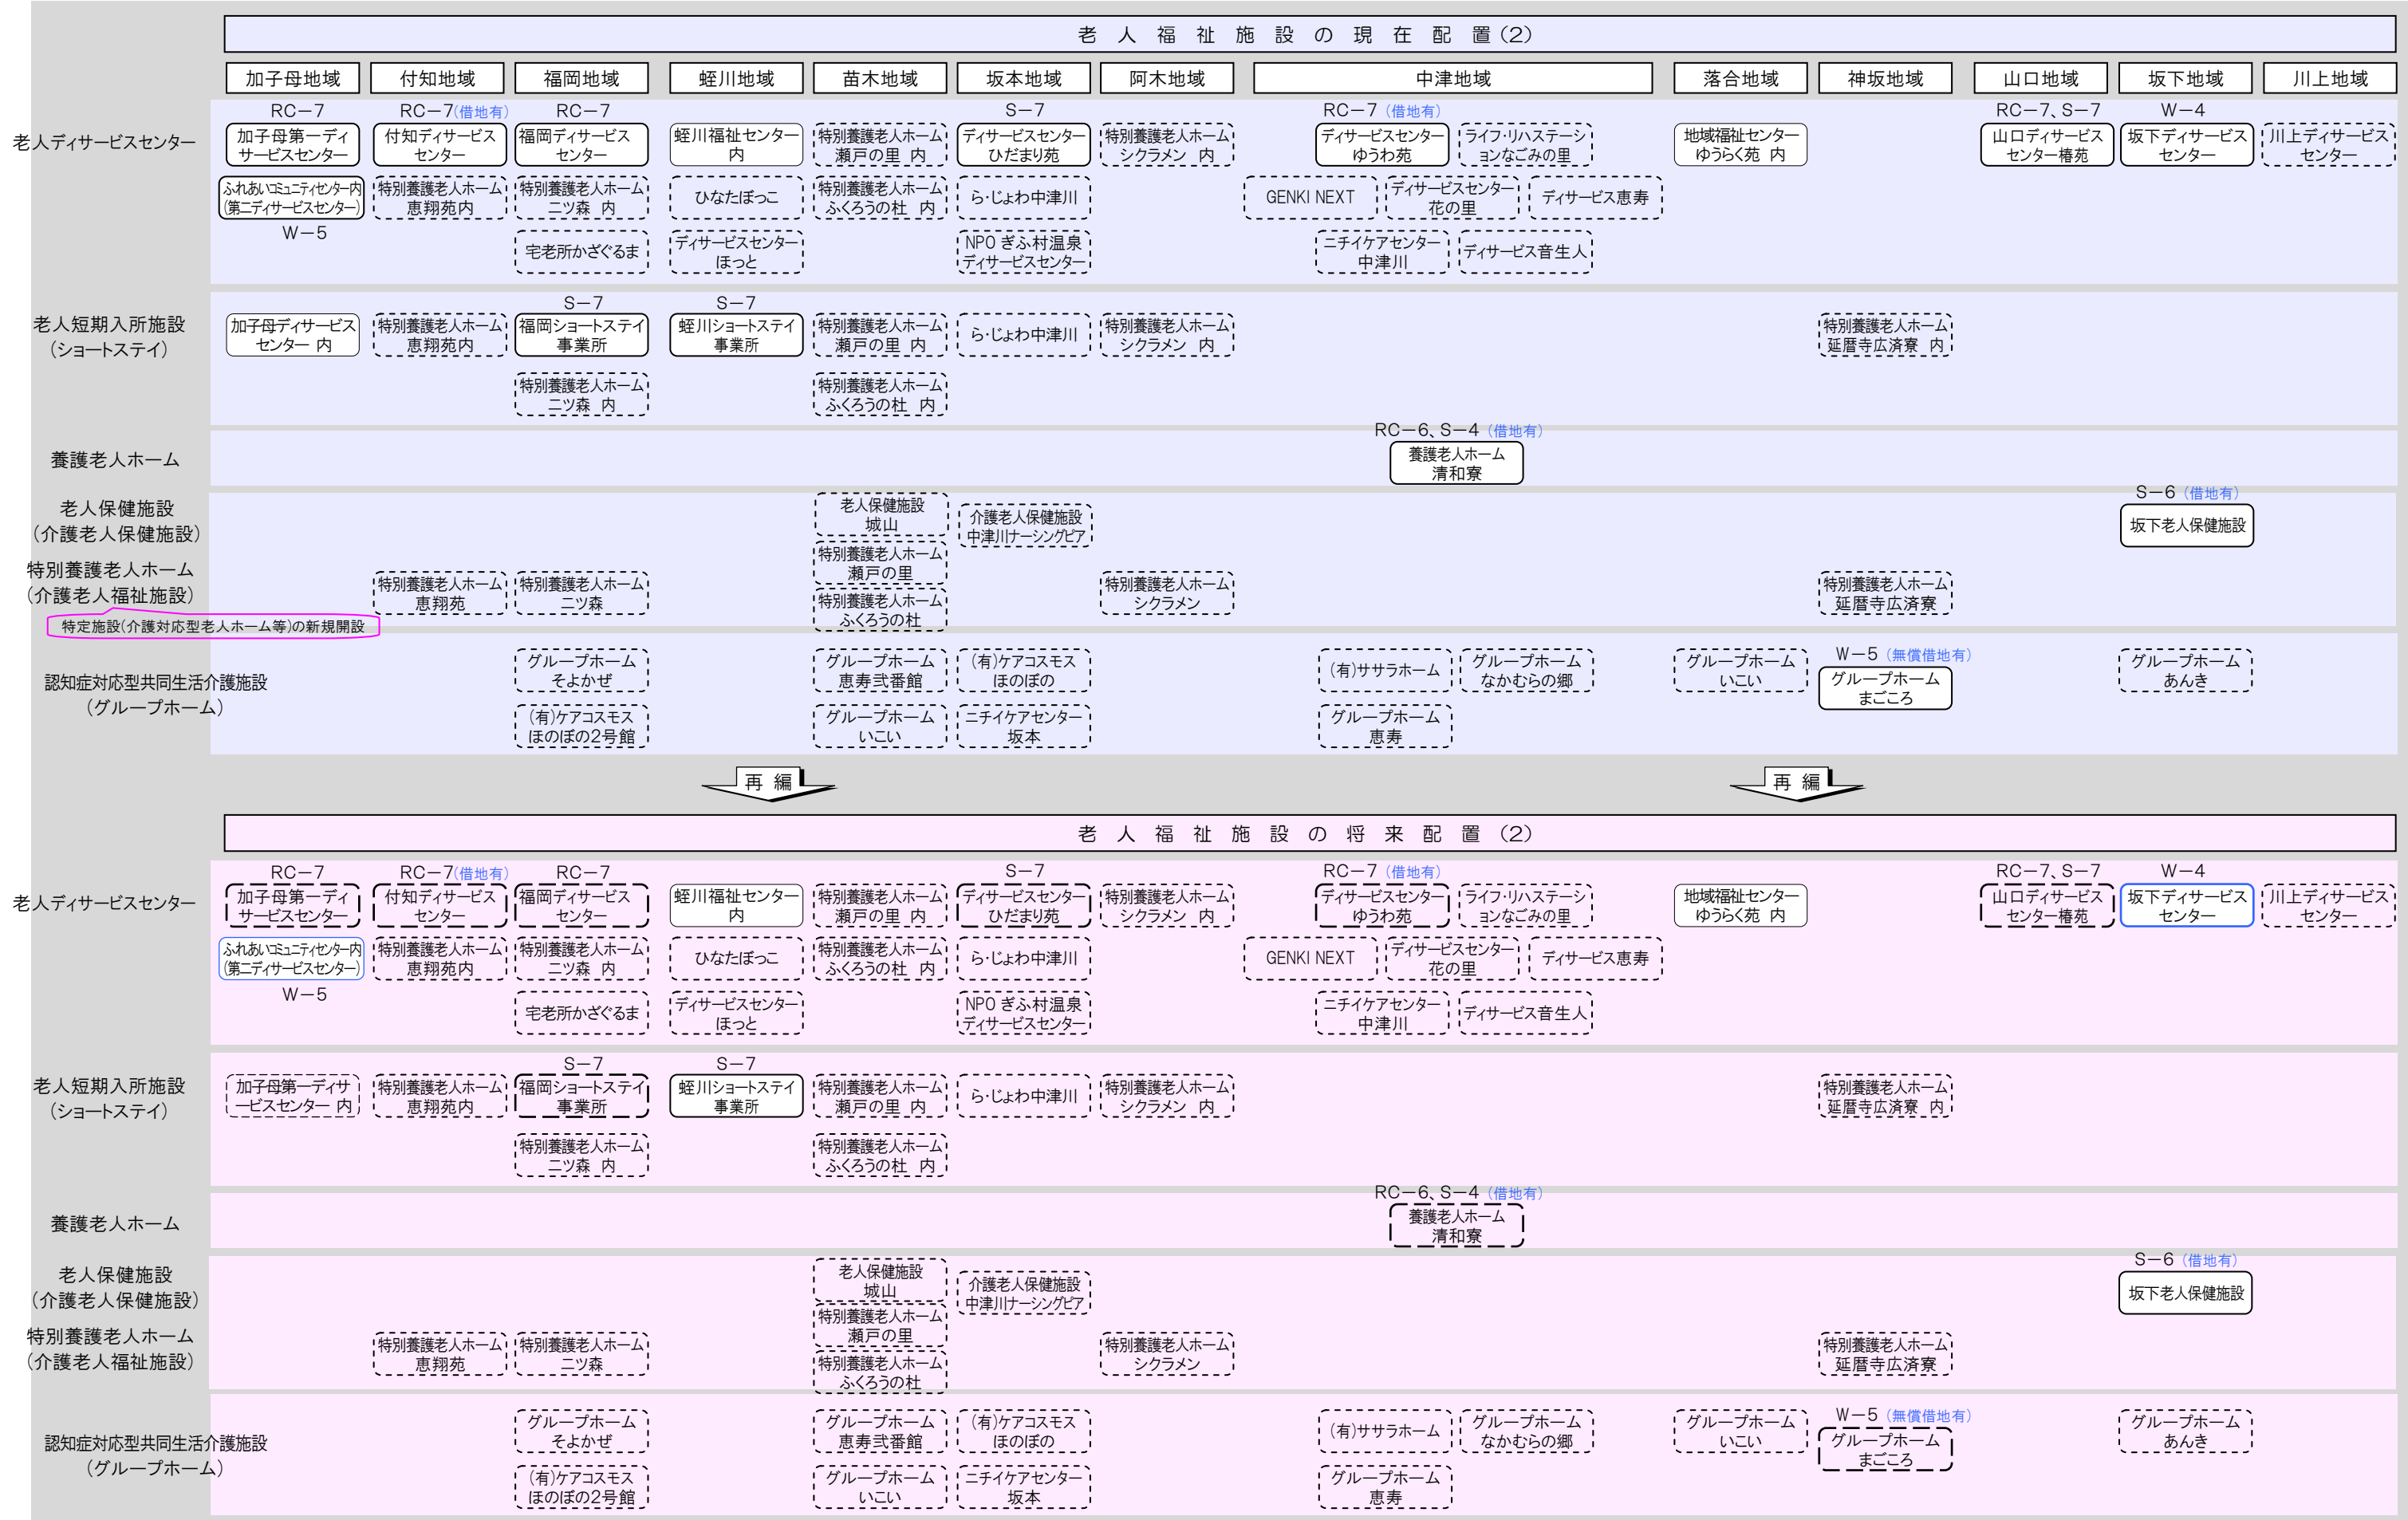 老人福祉施設の現在配置(2)
加子母地域 付知地域 福岡地域 蛭川地域 苗木地域 坂本地域 阿木地域 中津地域 落合地域 神坂地域 山口地域 坂下地域 川上地域
老人ディサービスセンター
RC-7 RC-7(借地有) RC-7 S-7 RC-7(借地有) RC-7、S-7 W-4
加子母第一ディ
サービスセンター
付知ディサービス
センター
福岡ディサービス
センター
蛭川福祉センター
内
特別養護老人ホーム
瀬戸の里 内
ディサービスセンター
ひだまり苑
特別養護老人ホーム
シクラメン 内
ディサービスセンター
ゆうわ苑
ライフ・リハステーシ
ョンなごみの里
地域福祉センター
ゆうらく苑 内
山口ディサービス
センター椿苑
坂下ディサービス
センター
川上ディサービス
センター
ふれあいコミュニティセンター内
(第二ディサービスセンター)
W-5
特別養護老人ホーム
恵翔苑内
特別養護老人ホーム
二ツ森 内
ひなたぼっこ
特別養護老人ホーム
ふくろうの杜 内
ら・じょわ中津川
GENKI NEXT
ディサービスセンター
花の里
ディサービス恵寿
宅老所かざぐるま
ディサービスセンター
ほっと
NPO ぎふ村温泉
ディサービスセンター
ニチイケアセンター
中津川
ディサービス音生人
老人短期入所施設
(ショートステイ)
S-7 S-7
加子母ディサービス
センター 内
特別養護老人ホーム
恵翔苑内
福岡ショートステイ
事業所
蛭川ショートステイ
事業所
特別養護老人ホーム
瀬戸の里 内
ら・じょわ中津川
特別養護老人ホーム
シクラメン 内
特別養護老人ホーム
延暦寺広済寮 内
特別養護老人ホーム
二ツ森 内
特別養護老人ホーム
ふくろうの杜 内
養護老人ホーム
RC-6、S-4(借地有)
養護老人ホーム
清和寮
老人保健施設
(介護老人保健施設)
老人保健施設
城山
介護老人保健施設
中津川ナーシングピア
S-6(借地有)
坂下老人保健施設
特別養護老人ホーム
(介護老人福祉施設)
特定施設(介護対応型老人ホーム等)の新規開設
特別養護老人ホーム
恵翔苑
特別養護老人ホーム
二ツ森
特別養護老人ホーム
瀬戸の里
特別養護老人ホーム
ふくろうの杜
特別養護老人ホーム
シクラメン
特別養護老人ホーム
延暦寺広済寮
認知症対応型共同生活介護施設
(グループホーム)
グループホーム
そよかぜ
グループホーム
恵寿弐番館
(有)ケアコスモス
ほのぼの
(有)ササラホーム
グループホーム
なかむらの郷
グループホーム
いこい
W-5(無償借地有)
グループホーム
まごころ
グループホーム
あんき
(有)ケアコスモス
ほのぼの2号館
グループホーム
いこい
ニチイケアセンター
坂本
グループホーム
恵寿
再編 再編
老人福祉施設の将来配置(2)
老人ディサービスセンター
RC-7 RC-7(借地有) RC-7 S-7 RC-7(借地有) RC-7、S-7 W-4
加子母第一ディ
サービスセンター
付知ディサービス
センター
福岡ディサービス
センター
蛭川福祉センター
内
特別養護老人ホーム
瀬戸の里 内
ディサービスセンター
ひだまり苑
特別養護老人ホーム
シクラメン 内
ディサービスセンター
ゆうわ苑
ライフ・リハステーシ
ョンなごみの里
地域福祉センター
ゆうらく苑 内
山口ディサービス
センター椿苑
坂下ディサービス
センター
川上ディサービス
センター
ふれあいコミュニティセンター内
(第二ディサービスセンター)
W-5
特別養護老人ホーム
恵翔苑内
特別養護老人ホーム
二ツ森 内
ひなたぼっこ
特別養護老人ホーム
ふくろうの杜 内
ら・じょわ中津川
GENKI NEXT
ディサービスセンター
花の里
ディサービス恵寿
宅老所かざぐるま
ディサービスセンター
ほっと
NPO ぎふ村温泉
ディサービスセンター
ニチイケアセンター
中津川
ディサービス音生人
老人短期入所施設
(ショートステイ)
S-7 S-7
加子母第一ディサ
ービスセンター 内
特別養護老人ホーム
恵翔苑内
福岡ショートステイ
事業所
蛭川ショートステイ
事業所
特別養護老人ホーム
瀬戸の里 内
ら・じょわ中津川
特別養護老人ホーム
シクラメン 内
特別養護老人ホーム
延暦寺広済寮 内
特別養護老人ホーム
二ツ森 内
特別養護老人ホーム
ふくろうの杜 内
養護老人ホーム
RC-6、S-4(借地有)
養護老人ホーム
清和寮
老人保健施設
(介護老人保健施設)
老人保健施設
城山
介護老人保健施設
中津川ナーシングピア
S-6(借地有)
坂下老人保健施設
特別養護老人ホーム
(介護老人福祉施設)
特別養護老人ホーム
恵翔苑
特別養護老人ホーム
二ツ森
特別養護老人ホーム
瀬戸の里
特別養護老人ホーム
ふくろうの杜
特別養護老人ホーム
シクラメン
特別養護老人ホーム
延暦寺広済寮
認知症対応型共同生活介護施設
(グループホーム)
グループホーム
そよかぜ
グループホーム
恵寿弐番館
(有)ケアコスモス
ほのぼの
(有)ササラホーム
グループホーム
なかむらの郷
グループホーム
いこい
W-5(無償借地有)
グループホーム
まごころ
グループホーム
あんき
(有)ケアコスモス
ほのぼの2号館
グループホーム
いこい
ニチイケアセンター
坂本
グループホーム
恵寿